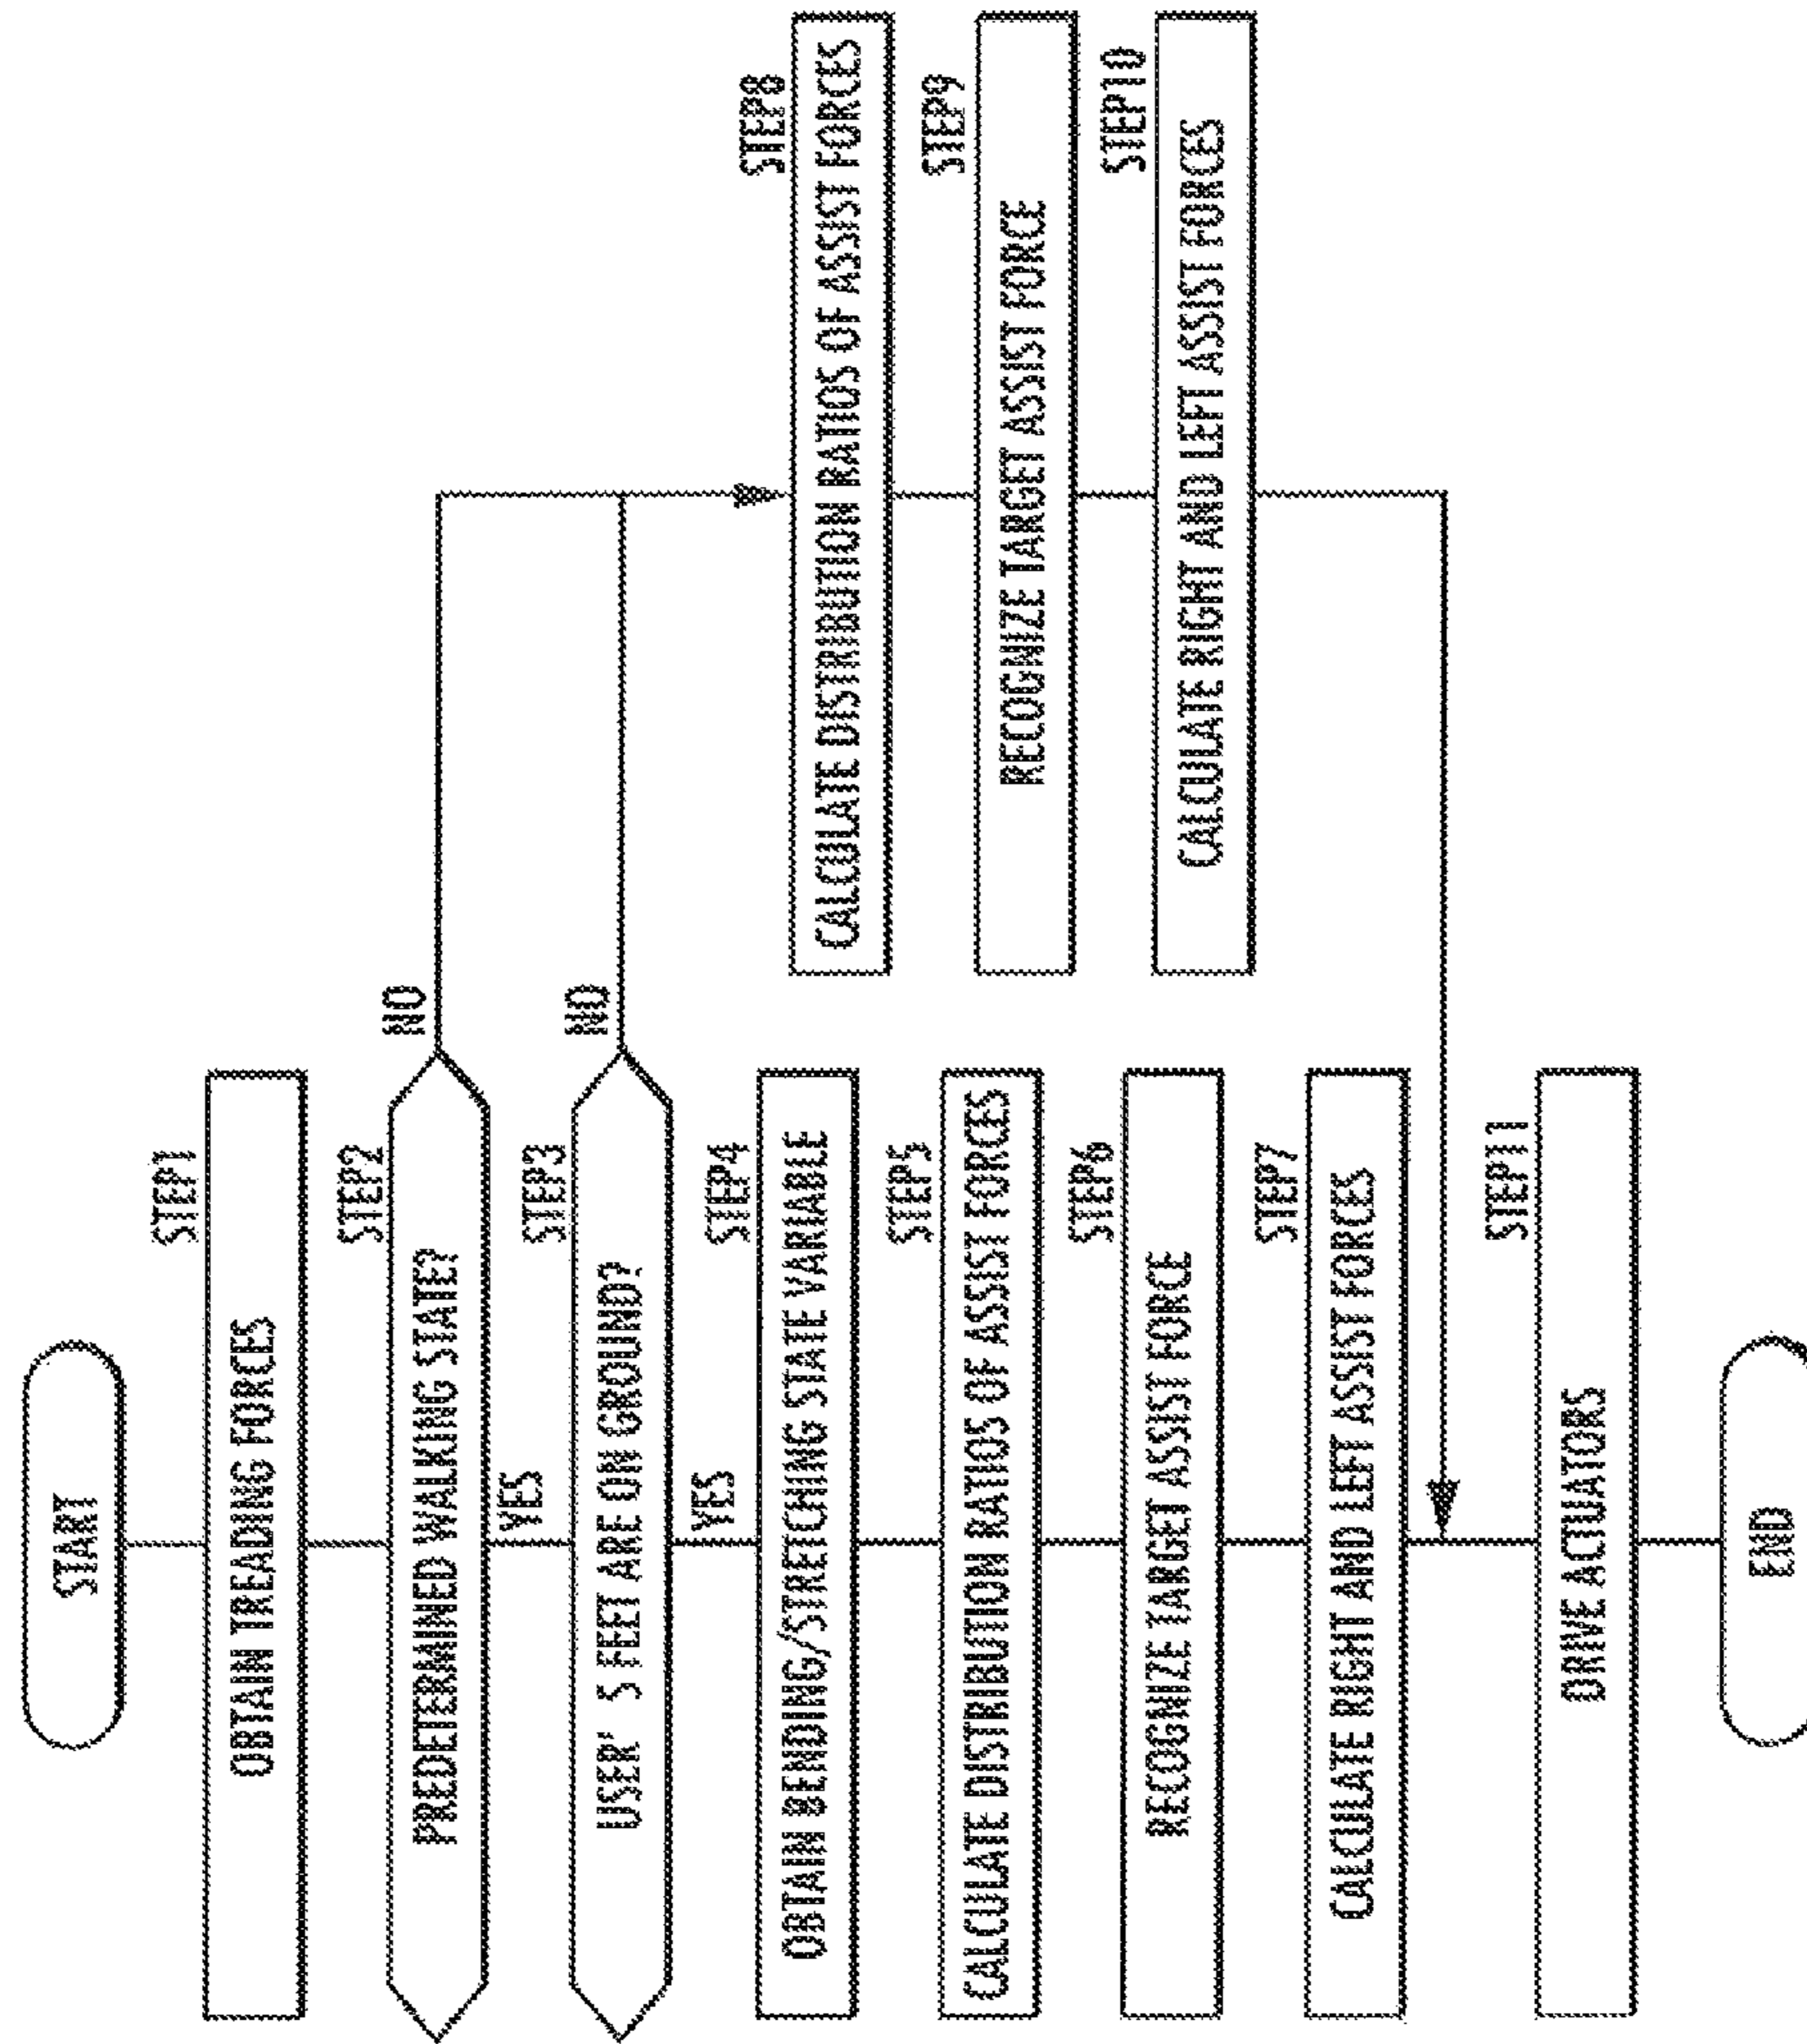 START
STEP1
OBTAIN TREADING FORCES
STEP2
PREDETERMINED WALKING STATE?
NO
YES
STEP3
USER' S FEET ARE ON GROUND?
NO
YES
STEP4
OBTAIN BENDING/STRETCHING STATE VARIABLE
STEP5
CALCULATE DISTRIBUTION RATIOS OF ASSIST FORCES
STEP6
RECOGNIZE TARGET ASSIST FORCE
STEP7
CALCULATE RIGHT AND LEFT ASSIST FORCES
STEP8
CALCULATE DISTRIBUTION RATIOS OF ASSIST FORCES
STEP9
RECOGNIZE TARGET ASSIST FORCE
STEP10
CALCULATE RIGHT AND LEFT ASSIST FORCES
STEP11
DRIVE ACTUATORS
END